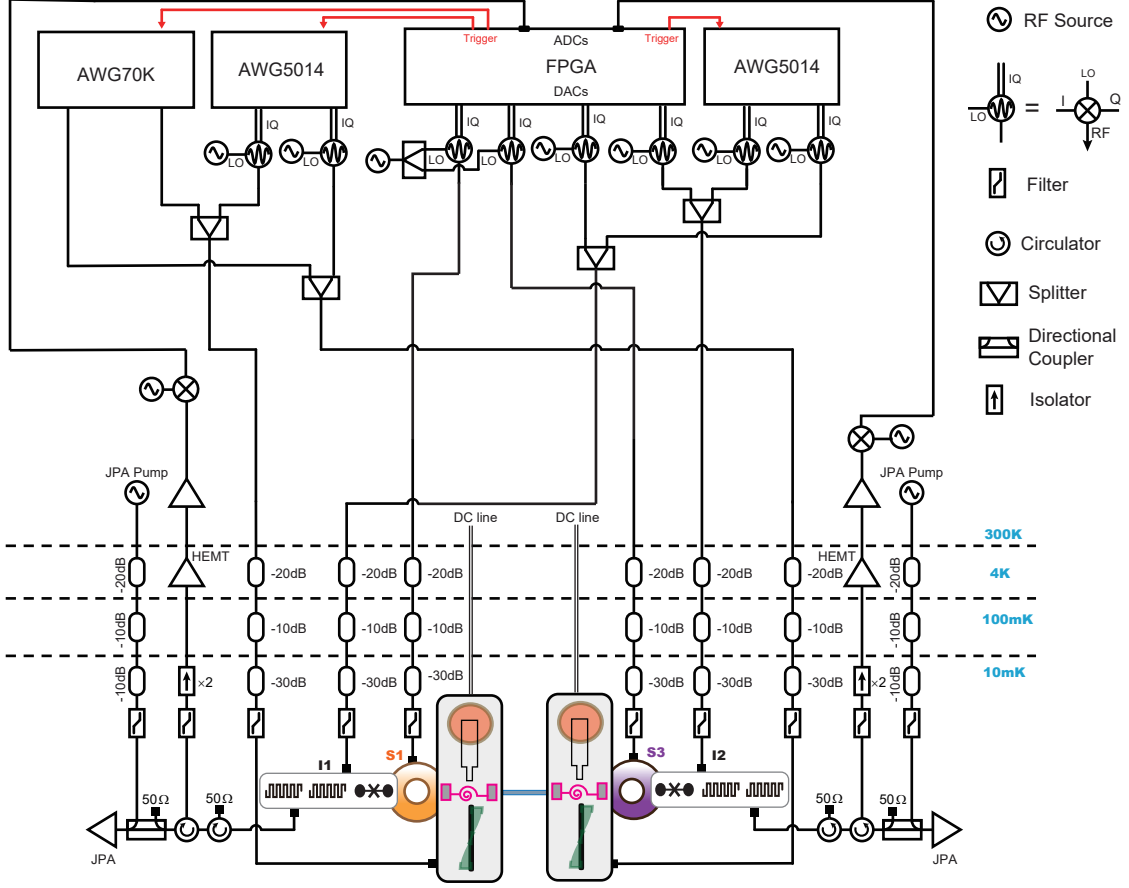 Trigger
Trigger
AWG70K
AWG5014
ADCs
FPGA
DACs
AWG5014
IQ
IQ
IQ
IQ
IQ
IQ
IQ
IQ
LO
LO
LO
LO
LO
LO
LO
LO
RF Source
IQ
LO
=
LO
I
Q
RF
Filter
Circulator
Splitter
Directional
Coupler
Isolator
JPA Pump
JPA Pump
DC line
DC line
300K
HEMT
HEMT
-20dB
-20dB
-20dB
-20dB
-20dB
-20dB
-20dB
-20dB
4K
-10dB
-10dB
-10dB
-10dB
-10dB
-10dB
-10dB
-10dB
100mK
-10dB
×2
-30dB
-30dB
-30dB
-30dB
-30dB
-30dB
×2
-10dB
10mK
I1
S1
S3
I2
50Ω
50Ω
50Ω
50Ω
JPA
JPA